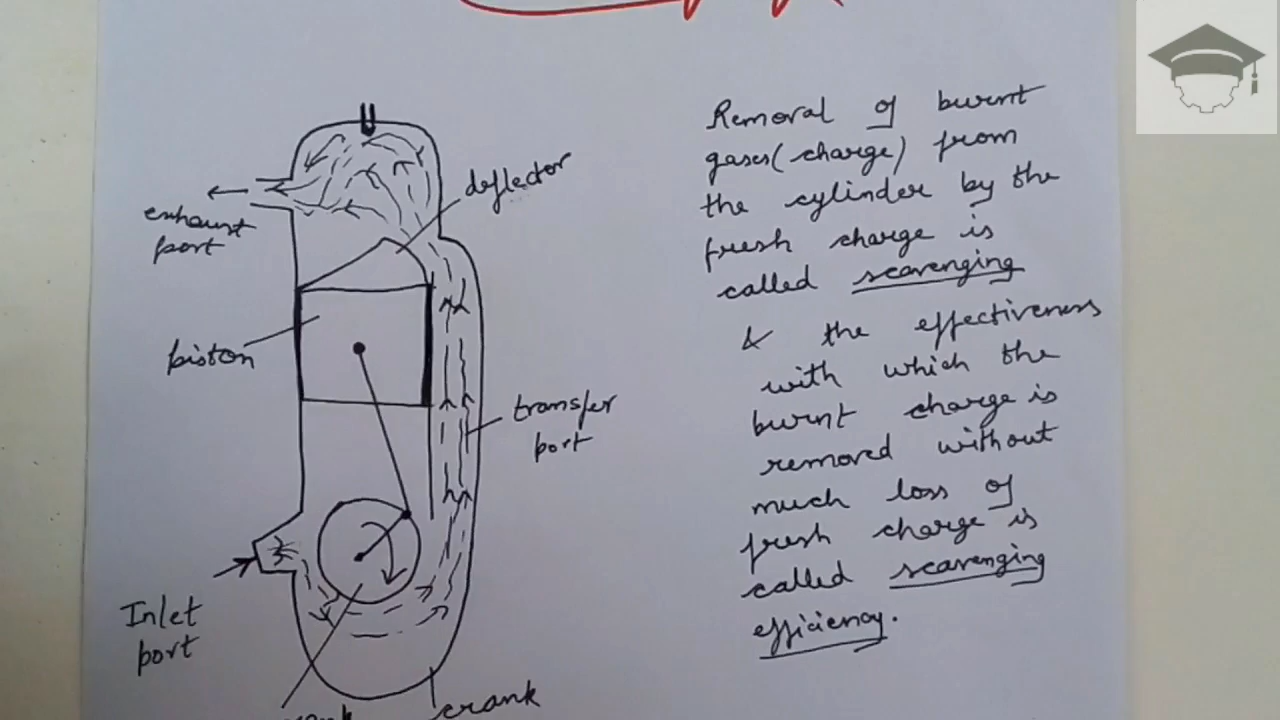 deflector
exhaust
port
piston
transfer
port
Inlet
port
crank
Removal of burnt
gases(charge) from
the cylinder by the
fresh charge is
called scavenging
& the effectiveness
with which the
burnt charge is
removed without
much loss of
fresh charge is
called scavenging
efficiency.